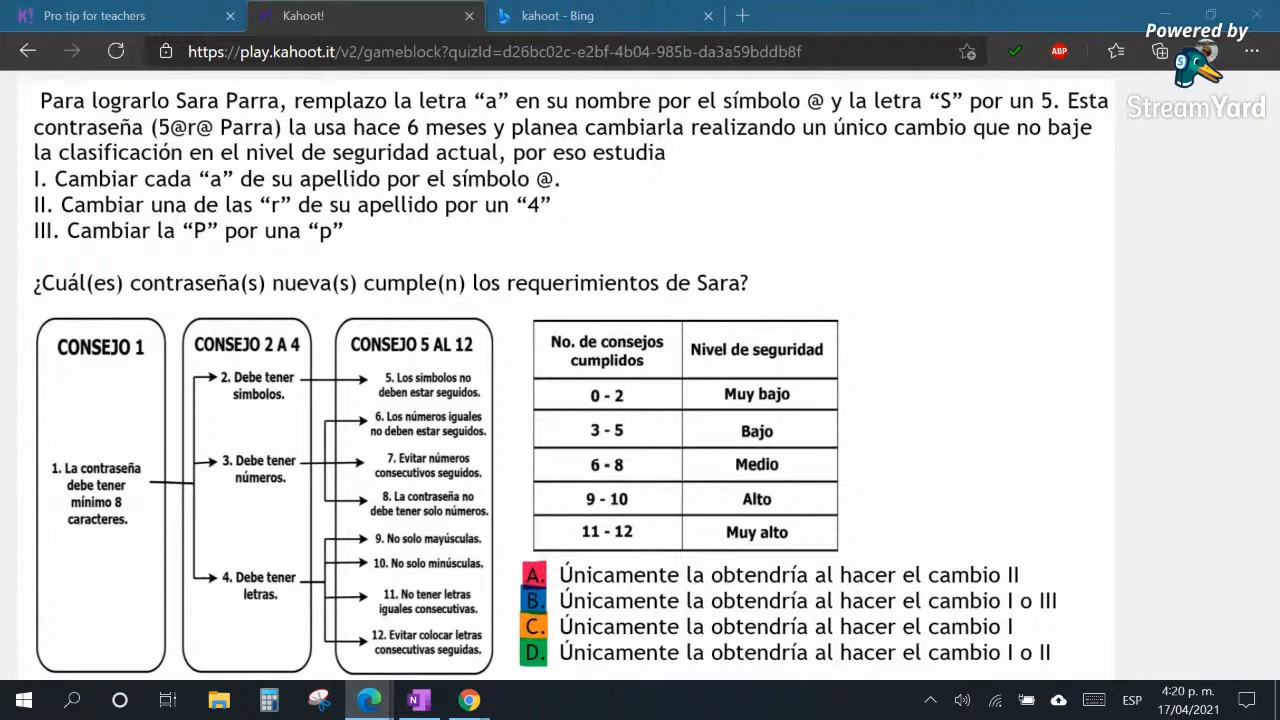 Pro tip for teachers
Kahoot!
kahoot - Bing
https://play.kahoot.it/v2/gameblock?quizId=d26bc02c-e2bf-4b04-985b-da3a59bddb8f
ABP
Powered by
StreamYard
Para lograrlo Sara Parra, remplazo la letra “a” en su nombre por el símbolo @ y la letra “S” por un 5. Esta
contraseña (5@r@ Parra) la usa hace 6 meses y planea cambiarla realizando un único cambio que no baje
la clasificación en el nivel de seguridad actual, por eso estudia
I. Cambiar cada “a” de su apellido por el símbolo @.
II. Cambiar una de las “r” de su apellido por un “4”
III. Cambiar la “P” por una “p”
¿Cuál(es) contraseña(s) nueva(s) cumple(n) los requerimientos de Sara?
CONSEJO 1
1. La contraseña
debe tener
mínimo 8
caracteres.
CONSEJO 2 A 4
2. Debe tener
simbolos.
3. Debe tener
números.
4. Debe tener
letras.
CONSEJO 5 AL 12
5. Los simbolos no
deben estar seguidos.
6. Los números iguales
no deben estar seguidos.
7. Evitar números
consecutivos seguidos.
8. La contraseña no
debe tener solo números.
9. No solo mayúsculas.
10. No solo minúsculas.
11. No tener letras
iguales consecutivas.
12. Evitar colocar letras
consecutivas seguidas.
No. de consejos
cumplidos
Nivel de seguridad
0 - 2 Muy bajo
3 - 5 Bajo
6 - 8 Medio
9 - 10 Alto
11 - 12 Muy alto
A. Únicamente la obtendría al hacer el cambio II
B. Únicamente la obtendría al hacer el cambio I o III
C. Únicamente la obtendría al hacer el cambio I
D. Únicamente la obtendría al hacer el cambio I o II
ESP
4:20 p. m.
17/04/2021